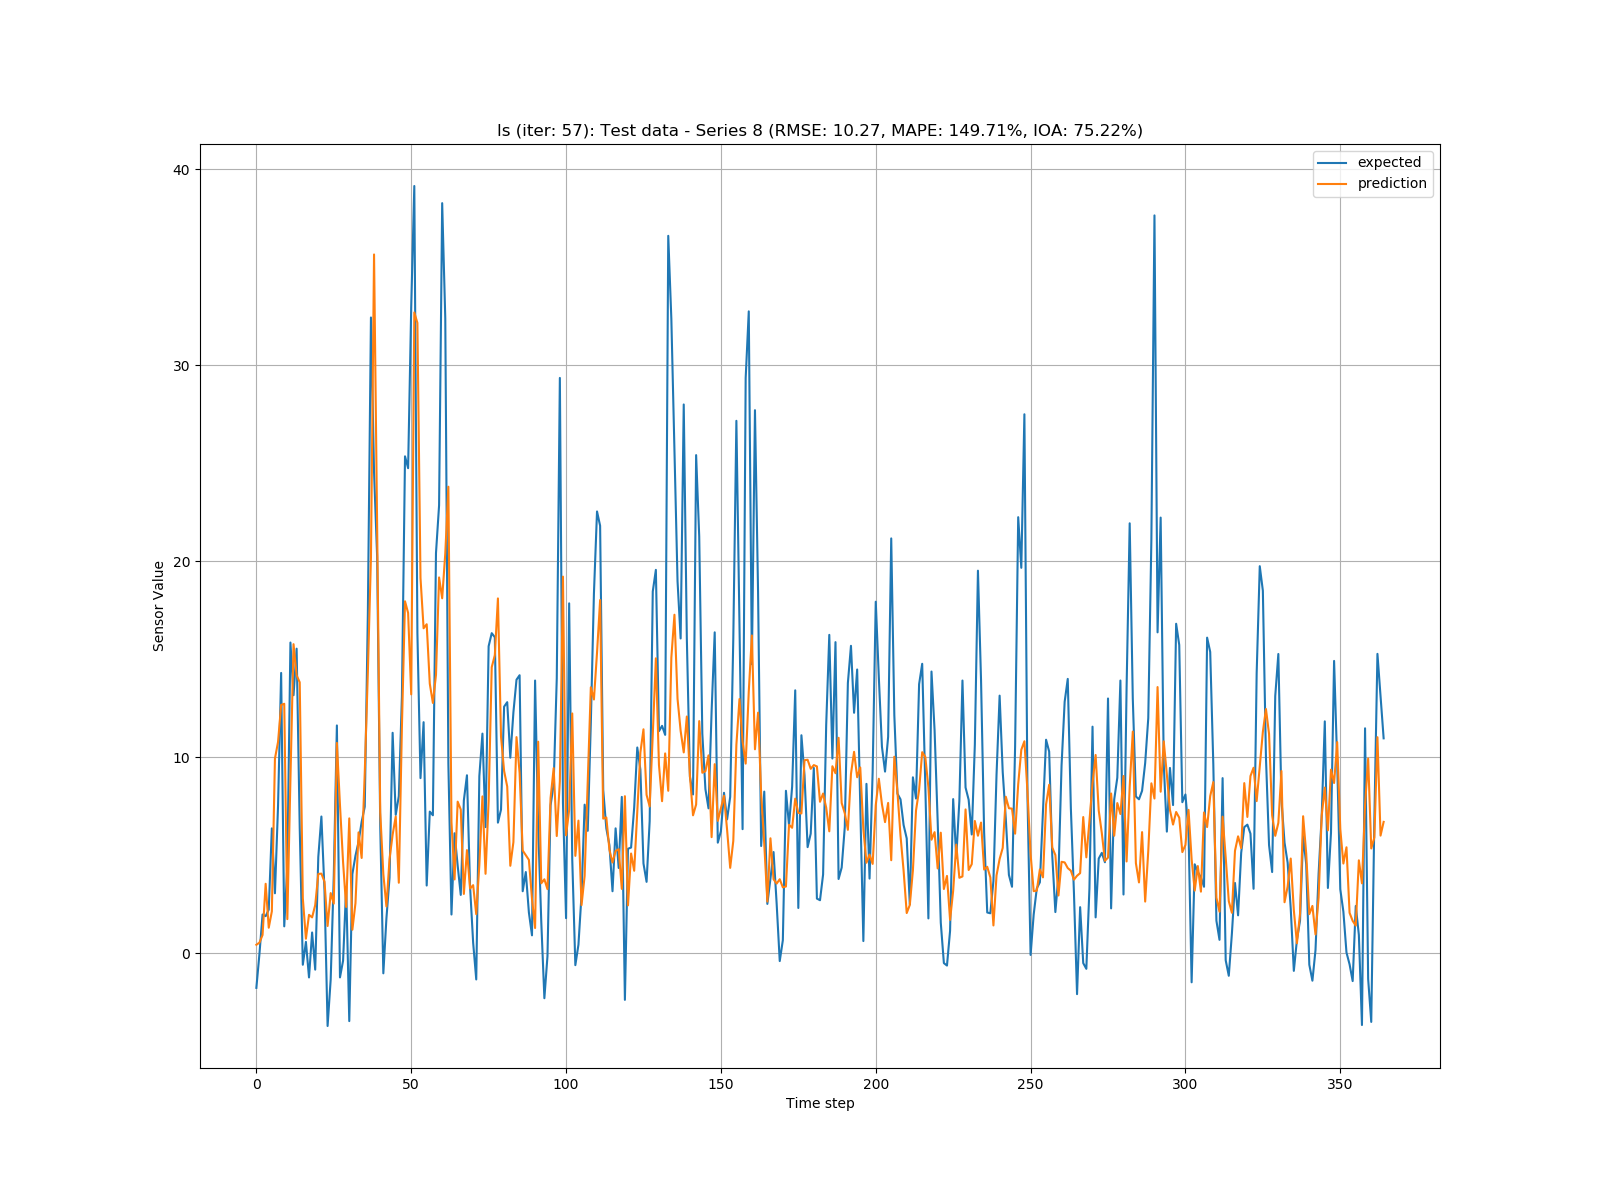 ls (iter: 57): Test data - Series 8 (RMSE: 10.27, MAPE: 149.71%, IOA: 75.22%)
expected
prediction
40
30
20
10
0
Sensor Value
0 50 100 150 200 250 300 350
Time step